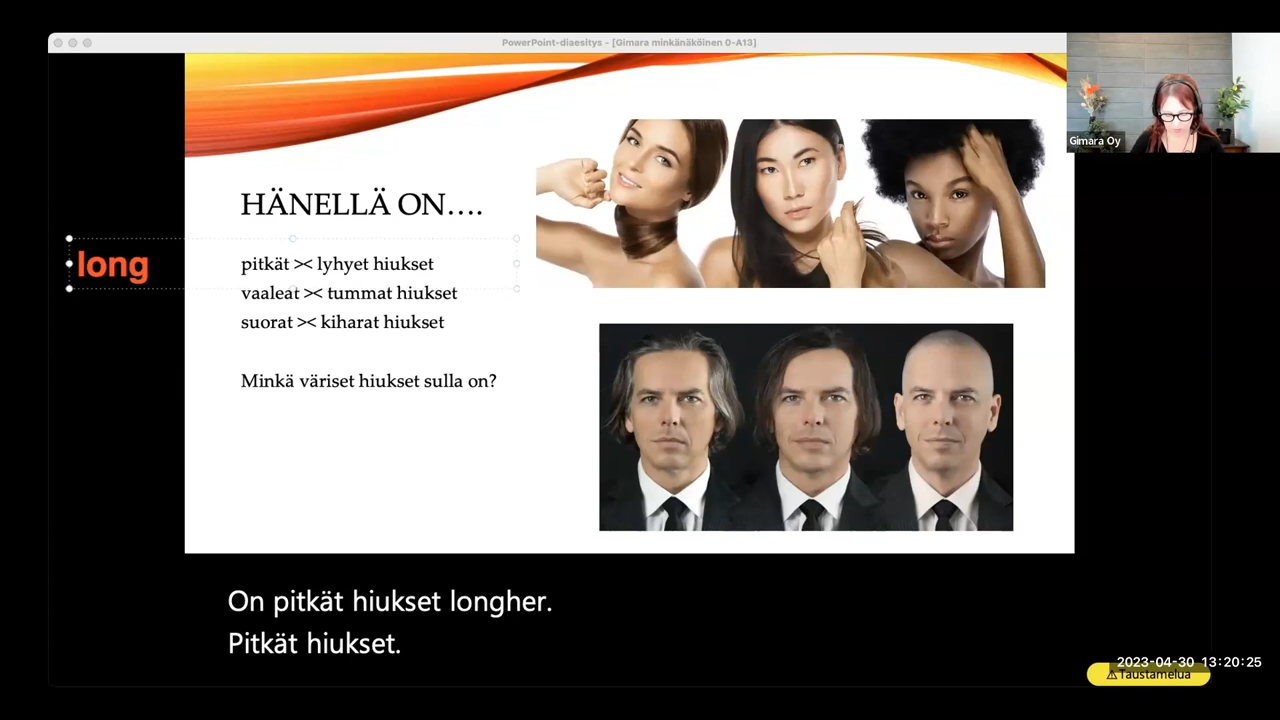 PowerPoint-diaesitys - [Gimara minkänäköinen 0-A13]
Gimara Oy
HÄNELLÄ ON....
long
pitkät >< lyhyet hiukset
vaaleat >< tummat hiukset
suorat >< kiharat hiukset
Minkä väriset hiukset sulla on?
On pitkät hiukset longher.
Pitkät hiukset.
2023-04-30 13:20:25
⚠Taustamelua